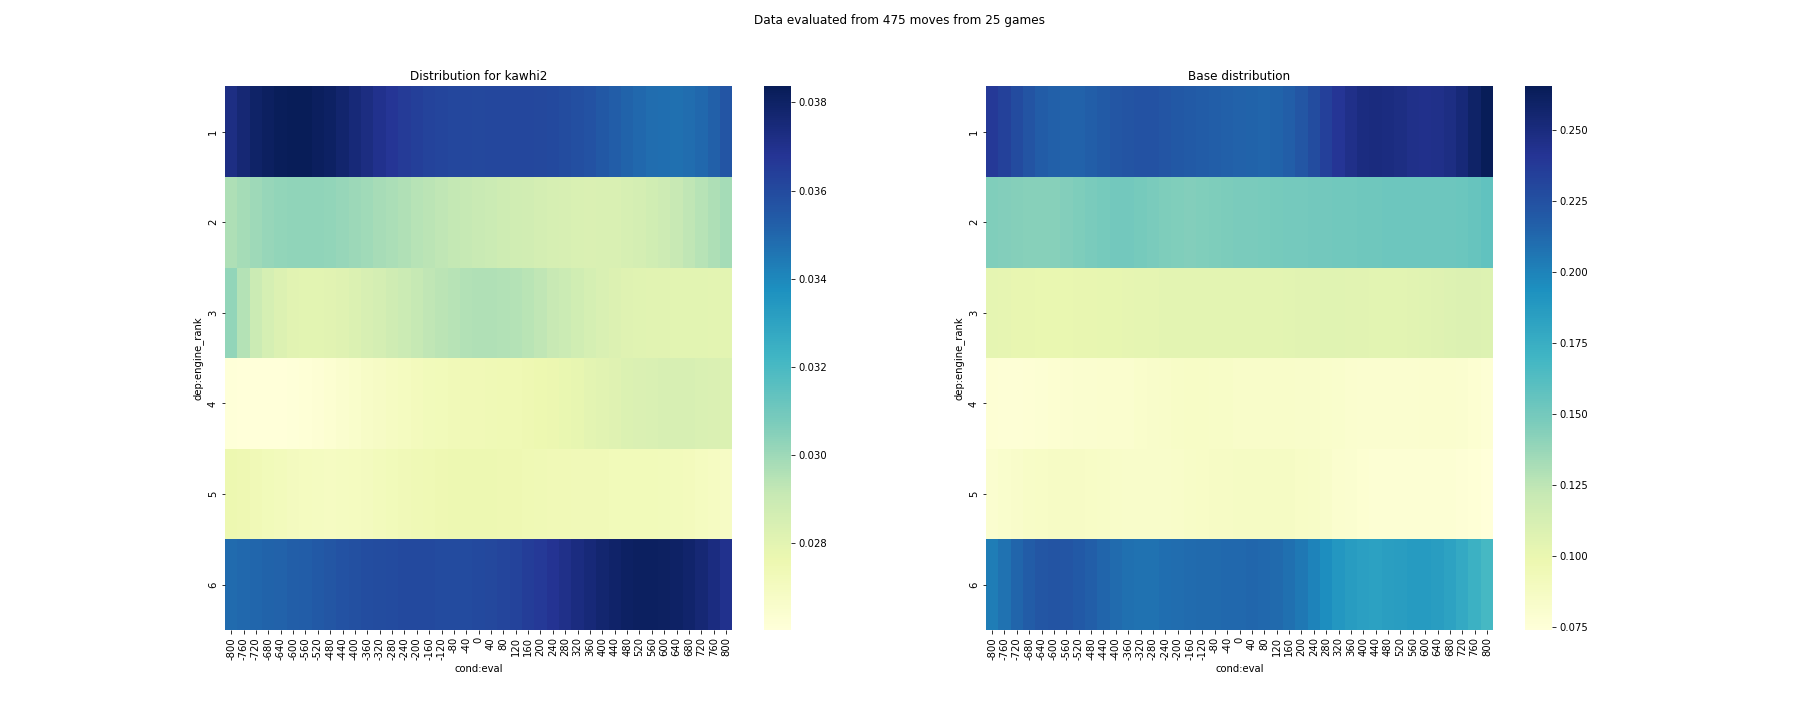 Data evaluated from 475 moves from 25 games
Distribution for kawhi2
dep:engine_rank
1
2
3
4
5
6
-800 -760 -720 -680 -640 -600 -560 -520 -480 -440 -400 -360 -320 -280 -240 -200 -160 -120 -80 -40 0 40 80 120 160 200 240 280 320 360 400 440 480 520 560 600 640 680 720 760 800
cond:eval
0.038
0.036
0.034
0.032
0.030
0.028
Base distribution
dep:engine_rank
1
2
3
4
5
6
-800 -760 -720 -680 -640 -600 -560 -520 -480 -440 -400 -360 -320 -280 -240 -200 -160 -120 -80 -40 0 40 80 120 160 200 240 280 320 360 400 440 480 520 560 600 640 680 720 760 800
cond:eval
0.250
0.225
0.200
0.175
0.150
0.125
0.100
0.075